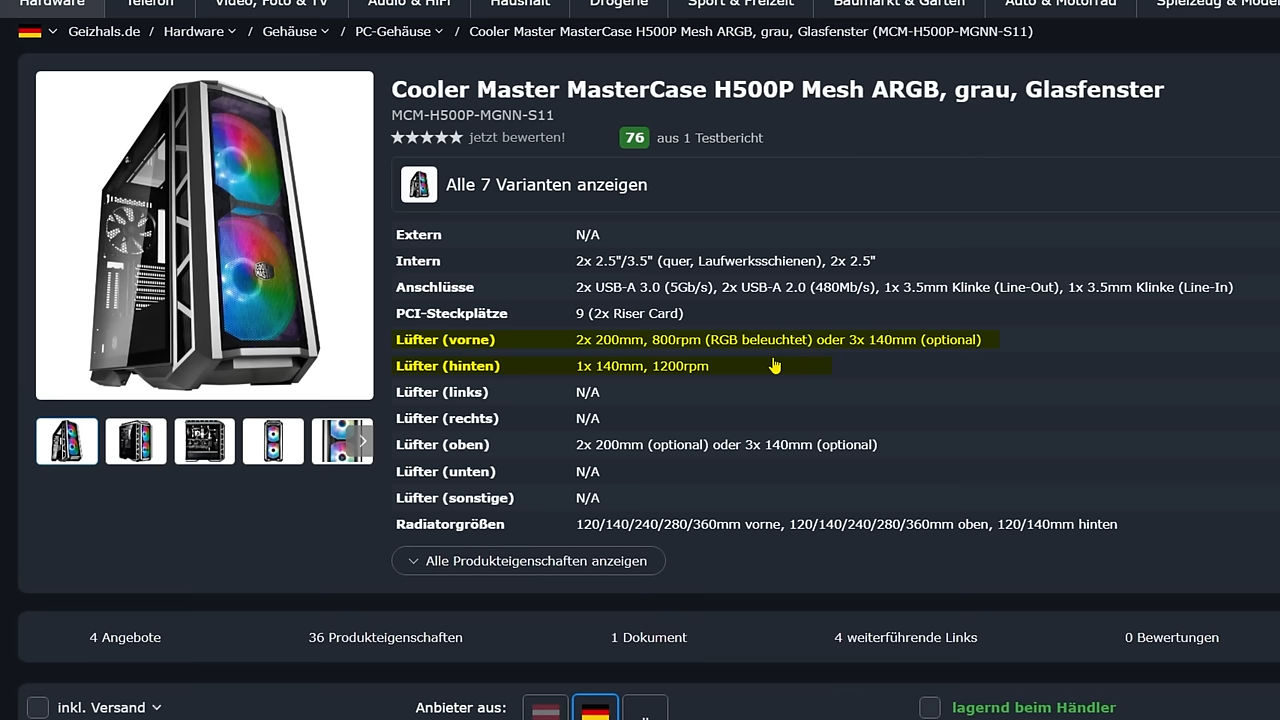 Hardware Telefon Video, Foto & TV Audio & HiFi Haushalt Drogerie Sport & Freizeit Baumarkt & Garten Auto & Motorrad Spielzeug &
Geizhals.de / Hardware / Gehäuse / PC-Gehäuse / Cooler Master MasterCase H500P Mesh ARGB, grau, Glasfenster (MCM-H500P-MGNN-S11)
Cooler Master MasterCase H500P Mesh ARGB, grau, Glasfenster
MCM-H500P-MGNN-S11
jetzt bewerten! 76 aus 1 Testbericht
Alle 7 Varianten anzeigen
Extern N/A
Intern 2x 2.5"/3.5" (quer, Laufwerksschienen), 2x 2.5"
Anschlüsse 2x USB-A 3.0 (5Gb/s), 2x USB-A 2.0 (480Mb/s), 1x 3.5mm Klinke (Line-Out), 1x 3.5mm Klinke (Line-In)
PCI-Steckplätze 9 (2x Riser Card)
Lüfter (vorne) 2x 200mm, 800rpm (RGB beleuchtet) oder 3x 140mm (optional)
Lüfter (hinten) 1x 140mm, 1200rpm
Lüfter (links) N/A
Lüfter (rechts) N/A
Lüfter (oben) 2x 200mm (optional) oder 3x 140mm (optional)
Lüfter (unten) N/A
Lüfter (sonstige) N/A
Radiatorgrößen 120/140/240/280/360mm vorne, 120/140/240/280/360mm oben, 120/140mm hinten
Alle Produkteigenschaften anzeigen
4 Angebote 36 Produkteigenschaften 1 Dokument 4 weiterführende Links 0 Bewertungen
inkl. Versand Anbieter aus: lagernd beim Händler